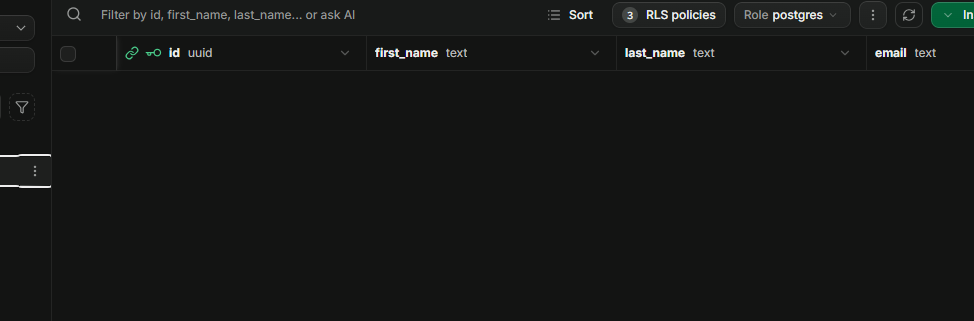 Filter by id, first_name, last_name... or ask AI Sort 3 RLS policies Role postgres In
id uuid first_name text last_name text email text